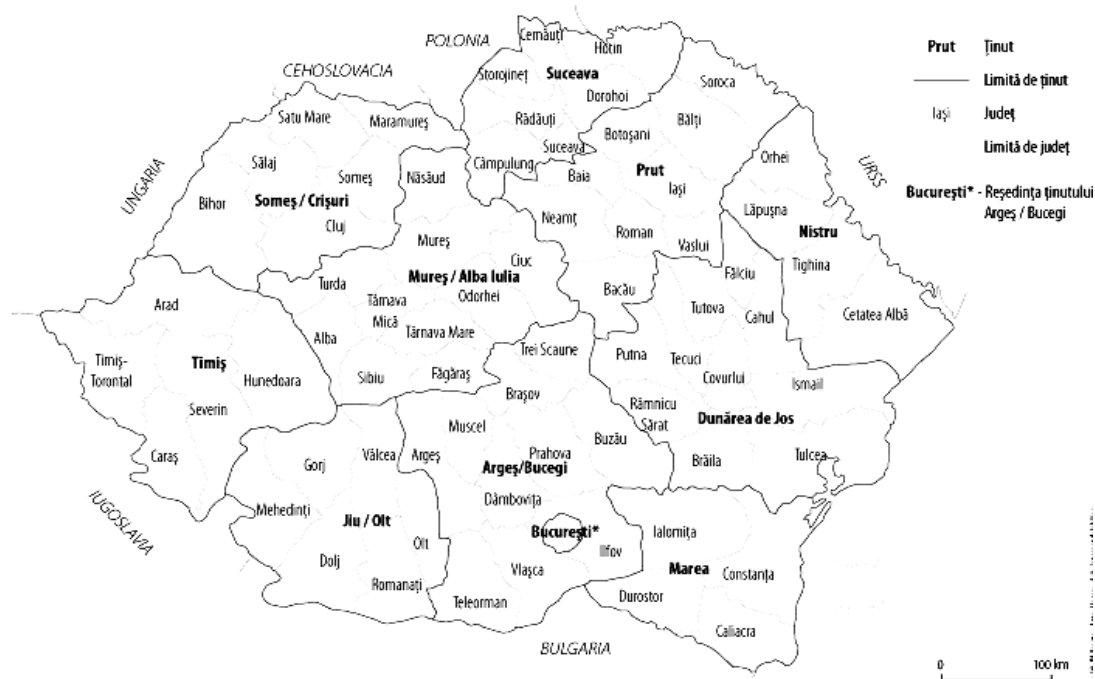 POLONIA
CEHOSLOVACIA
UNGARIA
URSS
IUGOSLAVIA
BULGARIA
Cernăuți
Hotin
Storojineț
Suceava
Dorohoi
Rădăuți
Suceava
Câmpulung
Soroca
Bălți
Botoșani
Baia
Prut
Iași
Neamț
Roman
Vaslui
Bacău
Orhei
Lăpușna
Nistru
Tighina
Cetatea Albă
Satu Mare
Maramureș
Sălaj
Someș
Bihor
Someș / Crișuri
Cluj
Năsăud
Mureș
Ciuc
Turda
Mureș / Alba Iulia
Odorhei
Târnava
Mică
Târnava Mare
Alba
Sibiu
Făgăraș
Arad
Timiș-
Torontal
Timiș
Hunedoara
Severin
Caraș
Fălciu
Tutova
Cahul
Putna
Tecuci
Covurlui
Ismail
Râmnicu
Sărat
Dunărea de Jos
Brăila
Tulcea
Trei Scaune
Brașov
Muscel
Buzău
Argeș
Prahova
Argeș/Bucegi
Dâmbovița
București*
Ilfov
Vlașca
Teleorman
Gorj
Vâlcea
Mehedinți
Jiu / Olt
Olt
Dolj
Romanați
Ialomița
Marea
Constanța
Durostor
Caliacra
Prut Ținut
Limită de ținut
Iași Județ
Limită de județ
București* - Reședința ținutului
Argeș / Bucegi
0 100 km